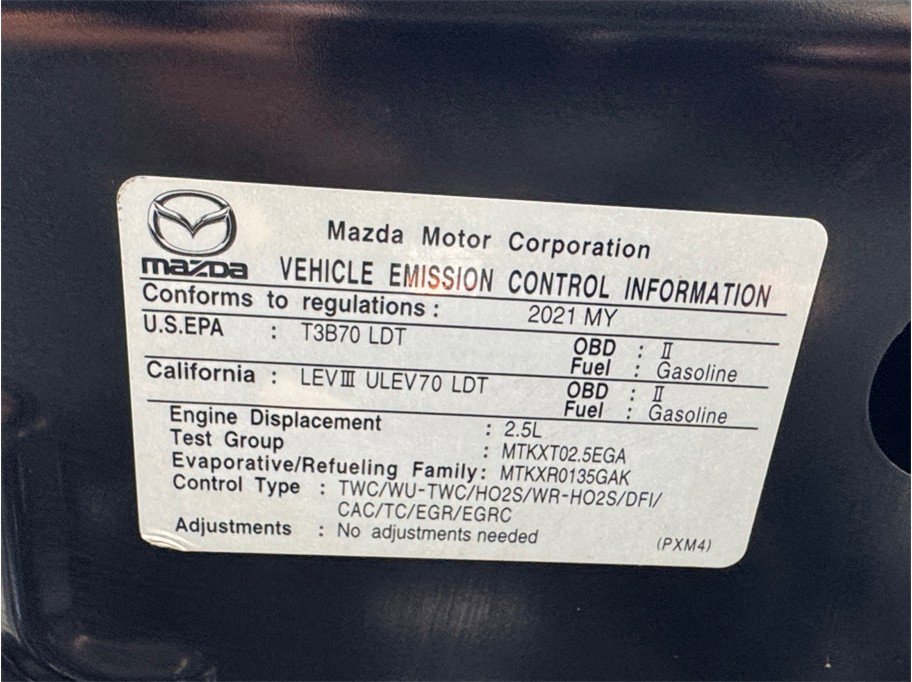 Mazda Motor Corporation
mazda VEHICLE EMISSION CONTROL INFORMATION
Conforms to regulations : 2021 MY
U.S.EPA : T3B70 LDT OBD : II
Fuel : Gasoline
California : LEVIII ULEV70 LDT OBD : II
Fuel : Gasoline
Engine Displacement : 2.5L
Test Group : MTKXT02.5EGA
Evaporative/Refueling Family: MTKXR0135GAK
Control Type : TWC/WU-TWC/HO2S/WR-HO2S/DFI/
CAC/TC/EGR/EGRC
Adjustments : No adjustments needed
(PXM4)